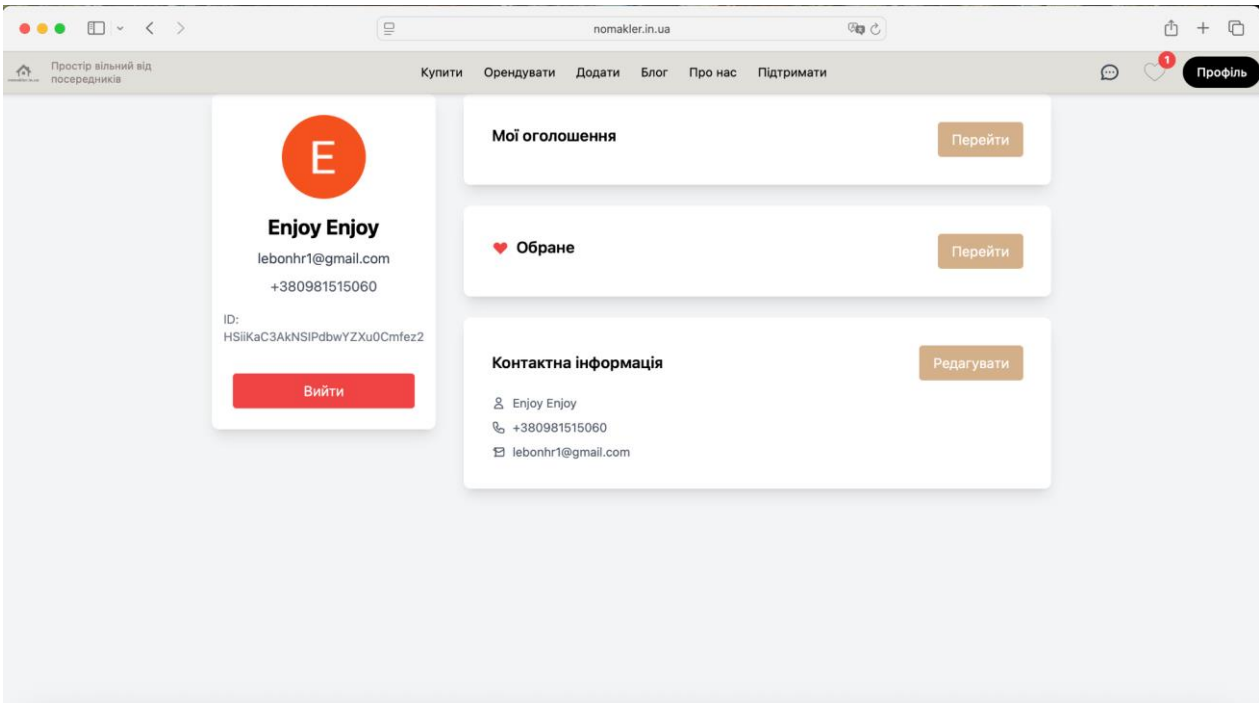 nomakler.in.ua
Простір вільний від
посередників
Купити Орендувати Додати Блог Про нас Підтримати
1
Профіль
E
Enjoy Enjoy
lebonhr1@gmail.com
+380981515060
ID:
HSiiKaC3AkNSIPdbwYZXu0Cmfez2
Вийти
Мої оголошення
Перейти
Обране
Перейти
Контактна інформація
Редагувати
Enjoy Enjoy
+380981515060
lebonhr1@gmail.com